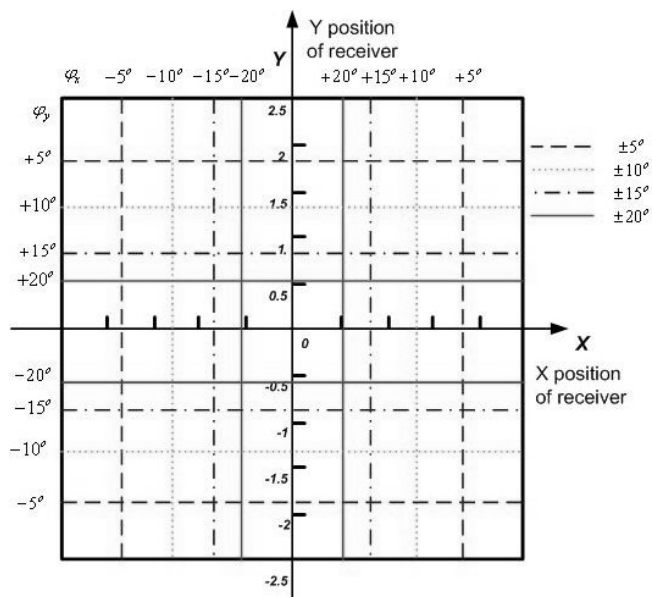 Y position
of receiver
Y
φx −5° −10° −15° −20° +20° +15° +10° +5°
φy
2.5
+5°
2
+10°
1.5
+15°
1
+20°
0.5
0
X
X position
of receiver
−20°
-0.5
−15°
-0.9
−10°
-1.5
−5°
-2
-2.5
±5°
±10°
±15°
±20°